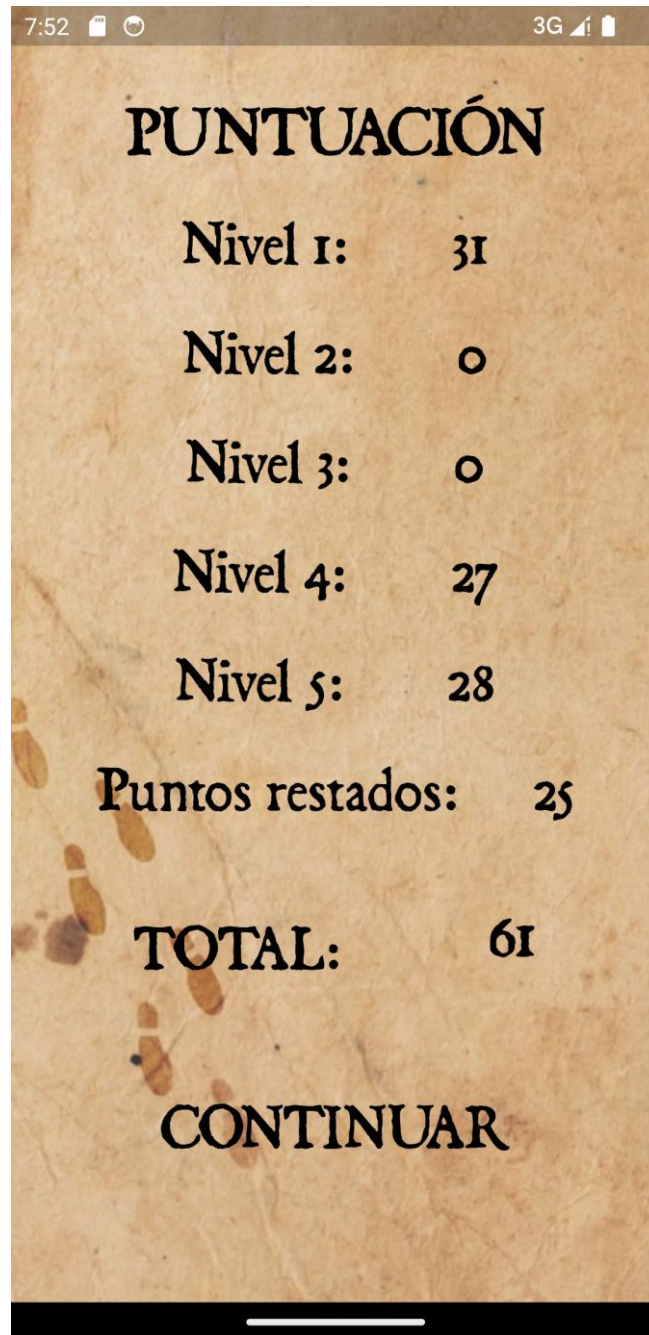 7:52 3G
PUNTUACIÓN
Nivel 1: 31
Nivel 2: 0
Nivel 3: 0
Nivel 4: 27
Nivel 5: 28
Puntos restados: 25
TOTAL: 61
CONTINUAR